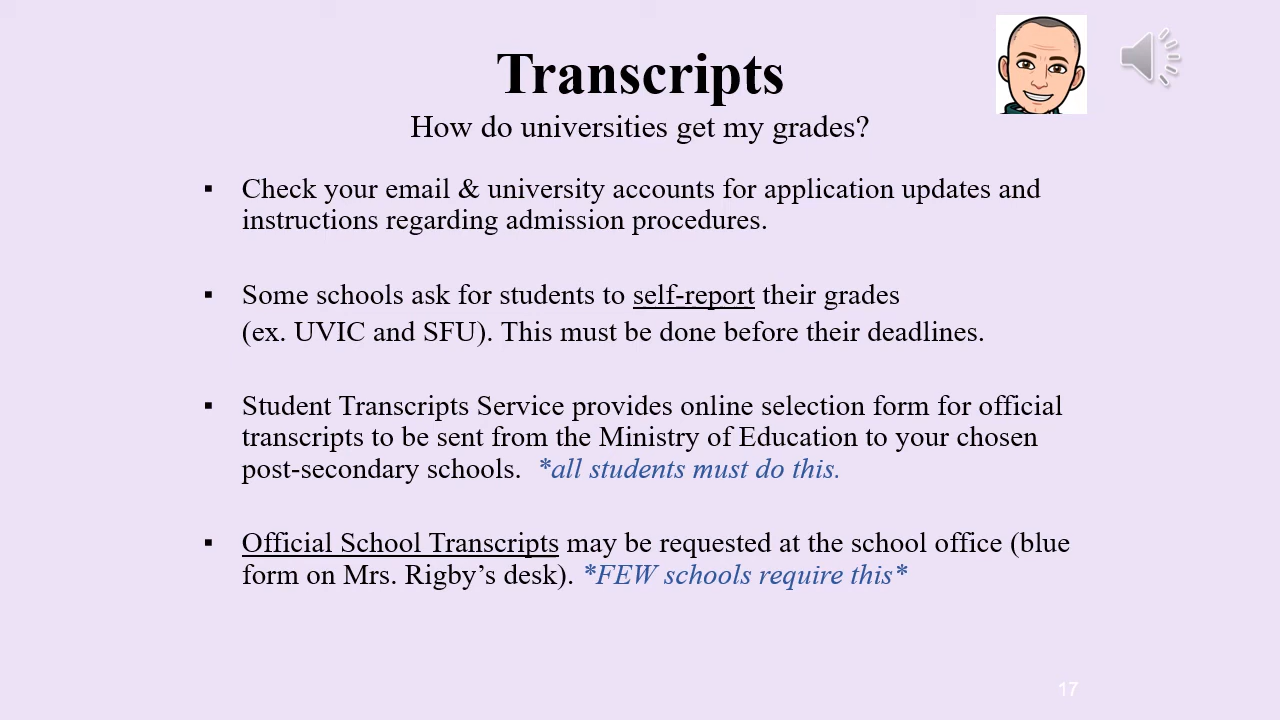 Transcripts
How do universities get my grades?
▪ Check your email & university accounts for application updates and
instructions regarding admission procedures.
▪ Some schools ask for students to self-report their grades
(ex. UVIC and SFU). This must be done before their deadlines.
▪ Student Transcripts Service provides online selection form for official
transcripts to be sent from the Ministry of Education to your chosen
post-secondary schools. *all students must do this.
▪ Official School Transcripts may be requested at the school office (blue
form on Mrs. Rigby’s desk). *FEW schools require this*
17